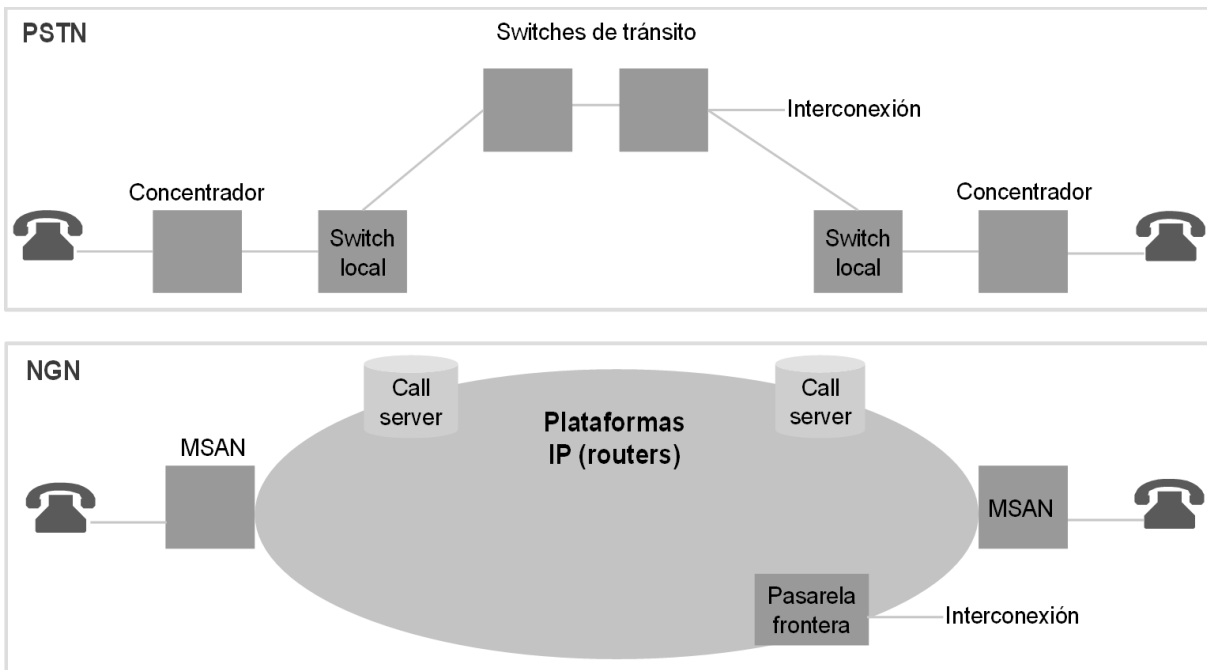 PSTN
Switches de tránsito
Interconexión
Concentrador
Concentrador
Switch
local
Switch
local
NGN
Call
server
Call
server
Plataformas
IP (routers)
MSAN
MSAN
Pasarela
frontera
Interconexión